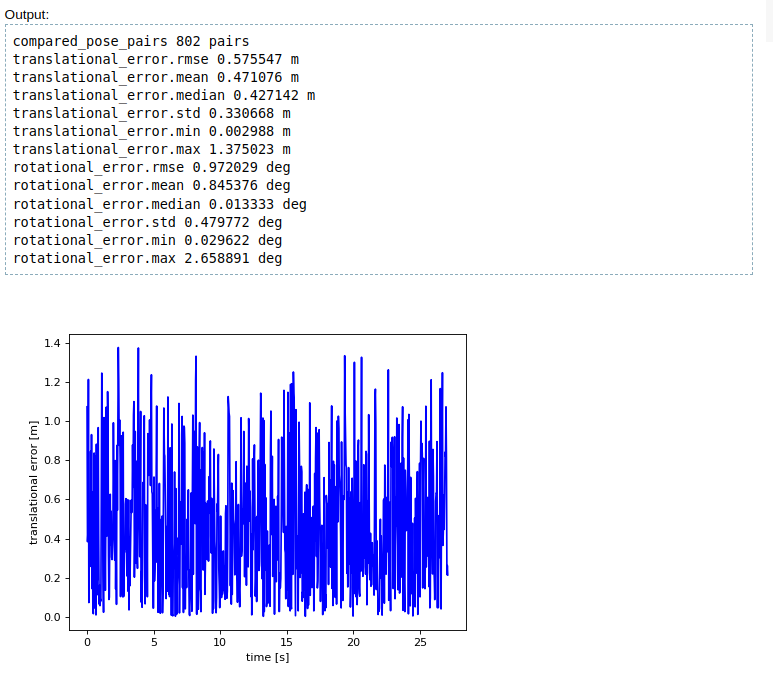 Output:
compared_pose_pairs 802 pairs
translational_error.rmse 0.575547 m
translational_error.mean 0.471076 m
translational_error.median 0.427142 m
translational_error.std 0.330668 m
translational_error.min 0.002988 m
translational_error.max 1.375023 m
rotational_error.rmse 0.972029 deg
rotational_error.mean 0.845376 deg
rotational_error.median 0.013333 deg
rotational_error.std 0.479772 deg
rotational_error.min 0.029622 deg
rotational_error.max 2.658891 deg
1.4
1.2
1.0
0.8
0.6
0.4
0.2
0.0
translational error [m]
0 5 10 15 20 25
time [s]